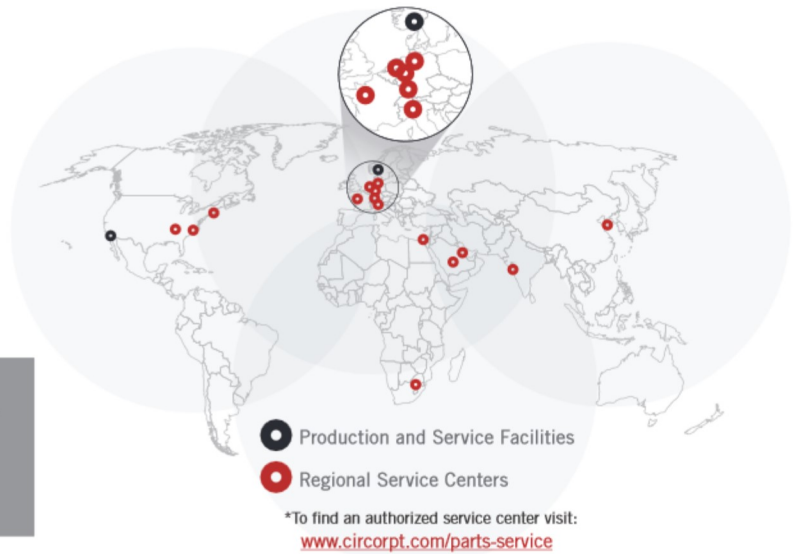 Production and Service Facilities
Regional Service Centers
*To find an authorized service center visit:
www.circorpt.com/parts-service